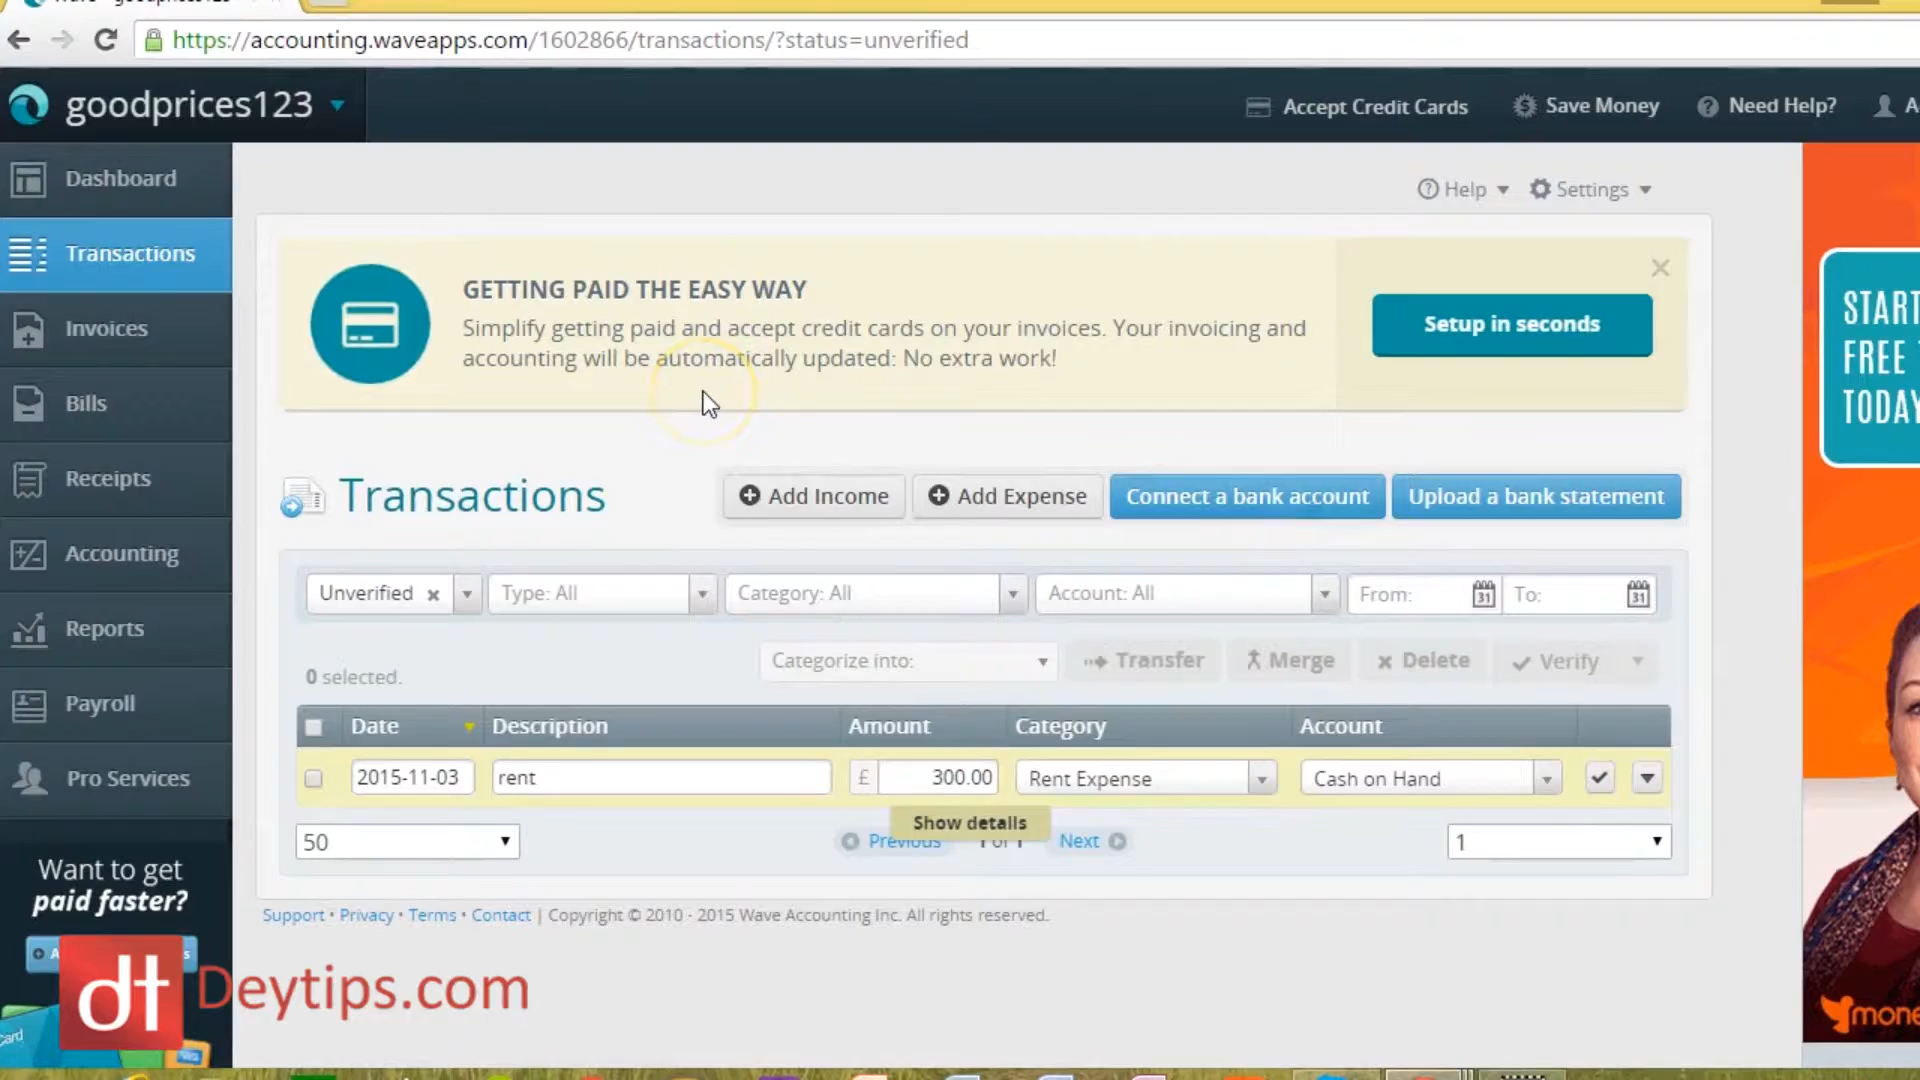 https://accounting.waveapps.com/1602866/transactions/?status=unverified
goodprices123
Accept Credit Cards
Save Money
Need Help?
Dashboard
Transactions
Invoices
Bills
Receipts
Accounting
Reports
Payroll
Pro Services
Want to get
paid faster?
Help
Settings
GETTING PAID THE EASY WAY
Simplify getting paid and accept credit cards on your invoices. Your invoicing and
accounting will be automatically updated: No extra work!
Setup in seconds
Transactions
Add Income
Add Expense
Connect a bank account
Upload a bank statement
Unverified
Type: All
Category: All
Account: All
From:
31
To:
31
0 selected.
Categorize into:
Transfer
Merge
Delete
Verify
Date Description Amount Category Account
2015-11-03 rent £ 300.00 Rent Expense Cash on Hand
Show details
50
Previous
1 of 1
Next
1
Support • Privacy • Terms • Contact | Copyright © 2010 - 2015 Wave Accounting Inc. All rights reserved.
dt
Deytips.com
START
FREE
TODAY